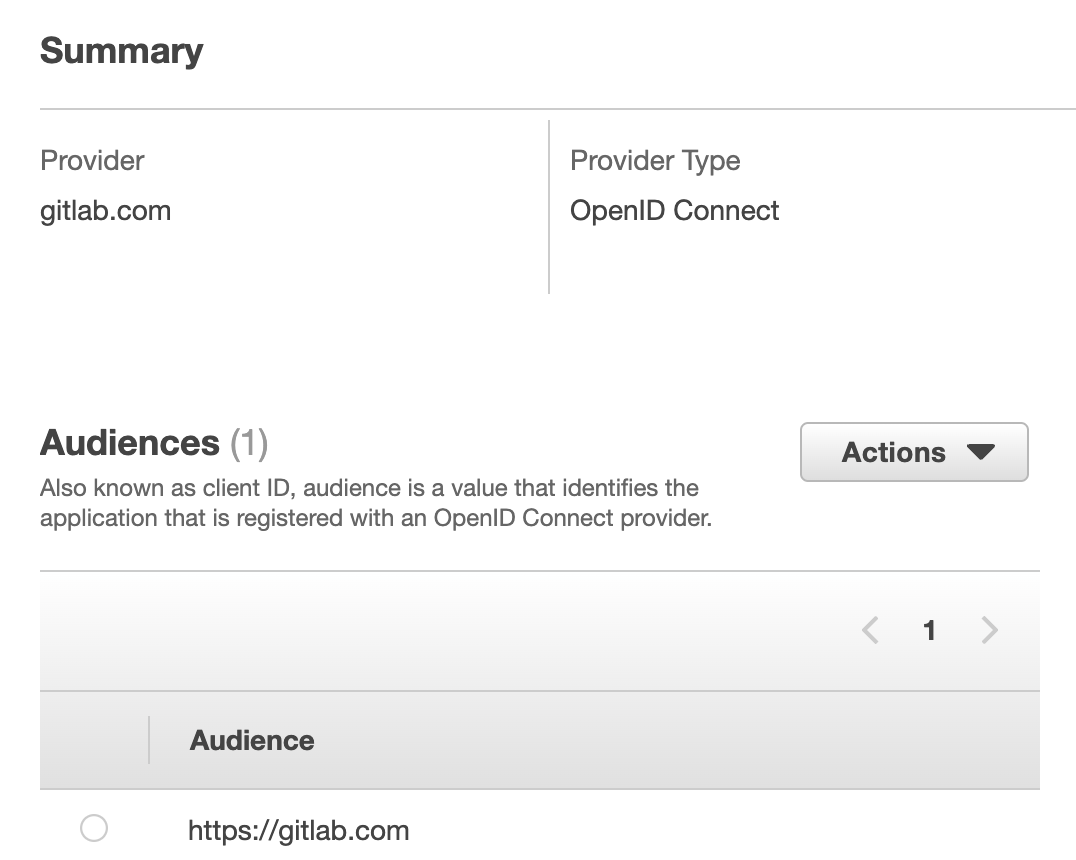 Summary
Provider
gitlab.com
Provider Type
OpenID Connect
Audiences (1)
Also known as client ID, audience is a value that identifies the
application that is registered with an OpenID Connect provider.
Actions
1
Audience
https://gitlab.com